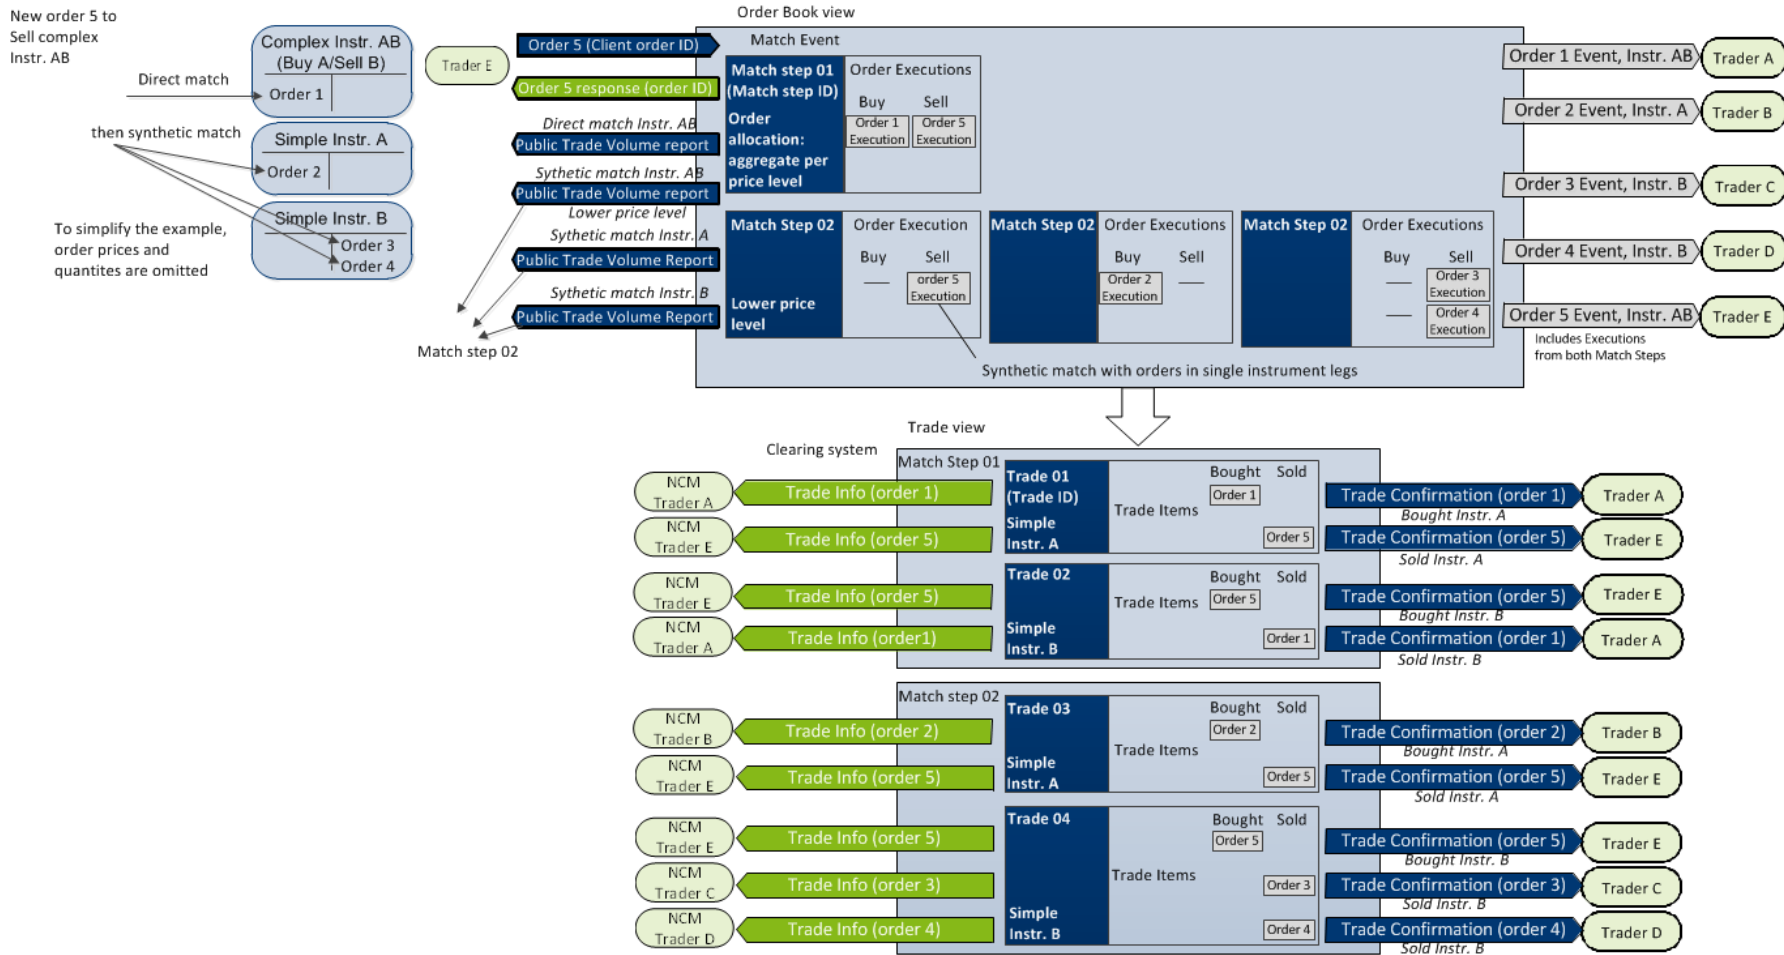 New order 5 to
Sell complex
Instr. AB
Direct match
then synthetic match
To simplify the example,
order prices and
quantites are omitted
Complex Instr. AB
(Buy A/Sell B)
Order 1
Simple Instr. A
Order 2
Simple Instr. B
Order 3
Order 4
Trader E
Order 5 (Client order ID)
Order 5 response (order ID)
Direct match Instr. AB
Public Trade Volume report
Sythetic match Instr. AB
Public Trade Volume report
Lower price level
Sythetic match Instr. A
Public Trade Volume Report
Sythetic match Instr. B
Public Trade Volume Report
Match step 02
Order Book view
Match Event
Match step 01
(Match step ID)
Order
allocation:
aggregate per
price level
Order Executions
Buy Sell
Order 1
Execution
Order 5
Execution
Match Step 02
Lower price
level
Order Execution
Buy Sell
order 5
Execution
Match Step 02
Order Executions
Buy Sell
Order 2
Execution
Match Step 02
Order Executions
Buy Sell
Order 3
Execution
Order 4
Execution
Synthetic match with orders in single instrument legs
Order 1 Event, Instr. AB
Trader A
Order 2 Event, Instr. A
Trader B
Order 3 Event, Instr. B
Trader C
Order 4 Event, Instr. B
Trader D
Order 5 Event, Instr. AB
Trader E
Includes Executions
from both Match Steps
Trade view
Clearing system
Match Step 01
NCM
Trader A
Trade Info (order 1)
NCM
Trader E
Trade Info (order 5)
NCM
Trader E
Trade Info (order 5)
NCM
Trader A
Trade Info (order1)
Trade 01
(Trade ID)
Simple
Instr. A
Trade Items
Bought Sold
Order 1
Order 5
Trade 02
Simple
Instr. B
Trade Items
Bought Sold
Order 5
Order 1
Trade Confirmation (order 1)
Trader A
Bought Instr. A
Trade Confirmation (order 5)
Trader E
Sold Instr. A
Trade Confirmation (order 5)
Trader E
Bought Instr. B
Trade Confirmation (order 1)
Trader A
Sold Instr. B
Match step 02
NCM
Trader B
Trade Info (order 2)
NCM
Trader E
Trade Info (order 5)
NCM
Trader E
Trade Info (order 5)
NCM
Trader C
Trade Info (order 3)
NCM
Trader D
Trade Info (order 4)
Trade 03
Simple
Instr. A
Trade Items
Bought Sold
Order 2
Order 5
Trade 04
Simple
Instr. B
Trade Items
Bought Sold
Order 5
Order 3
Order 4
Trade Confirmation (order 2)
Trader B
Bought Instr. A
Trade Confirmation (order 5)
Trader E
Sold Instr. A
Trade Confirmation (order 5)
Trader E
Bought Instr. B
Trade Confirmation (order 3)
Trader C
Sold Instr. B
Trade Confirmation (order 4)
Trader D
Sold Instr. B